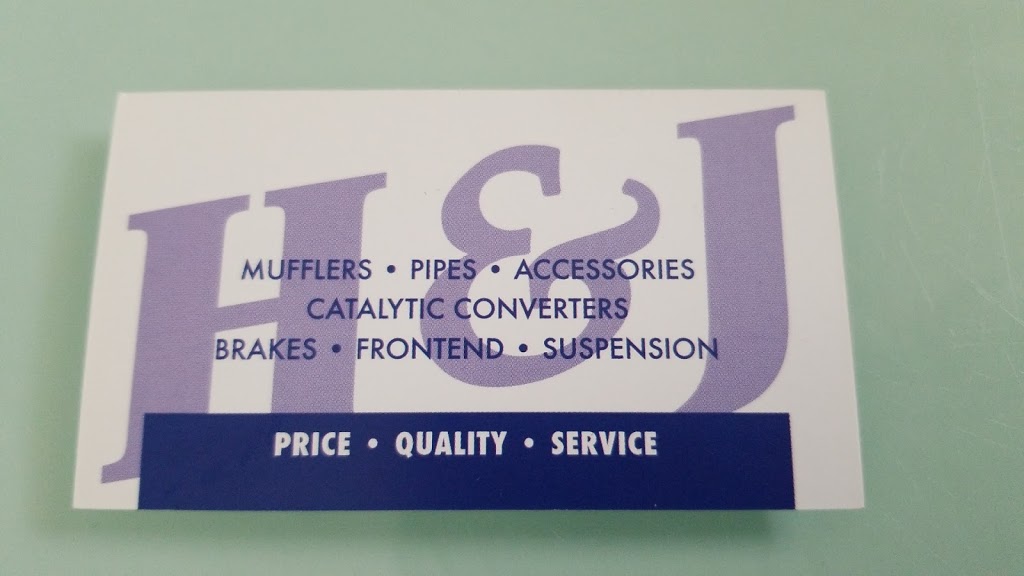 H&J
MUFFLERS • PIPES • ACCESSORIES
CATALYTIC CONVERTERS
BRAKES • FRONTEND • SUSPENSION
PRICE • QUALITY • SERVICE